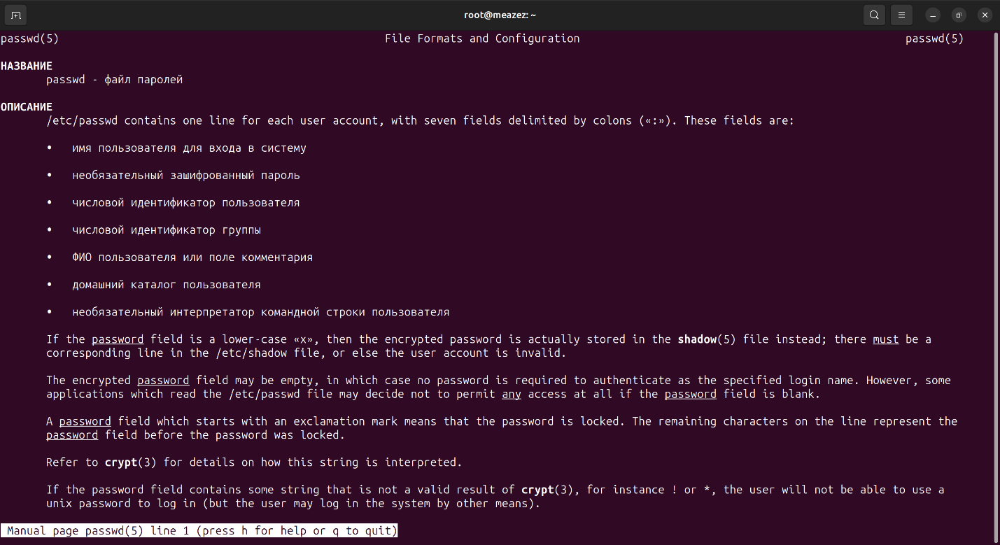 root@meazez: ~
passwd(5) File Formats and Configuration passwd(5)
НАЗВАНИЕ
passwd - файл паролей
ОПИСАНИЕ
/etc/passwd contains one line for each user account, with seven fields delimited by colons («:»). These fields are:
• имя пользователя для входа в систему
• необязательный зашифрованный пароль
• числовой идентификатор пользователя
• числовой идентификатор группы
• ФИО пользователя или поле комментария
• домашний каталог пользователя
• необязательный интерпретатор командной строки пользователя
If the password field is a lower-case «x», then the encrypted password is actually stored in the shadow(5) file instead; there must be a
corresponding line in the /etc/shadow file, or else the user account is invalid.
The encrypted password field may be empty, in which case no password is required to authenticate as the specified login name. However, some
applications which read the /etc/passwd file may decide not to permit any access at all if the password field is blank.
A password field which starts with an exclamation mark means that the password is locked. The remaining characters on the line represent the
password field before the password was locked.
Refer to crypt(3) for details on how this string is interpreted.
If the password field contains some string that is not a valid result of crypt(3), for instance ! or *, the user will not be able to use a
unix password to log in (but the user may log in the system by other means).
Manual page passwd(5) line 1 (press h for help or q to quit)